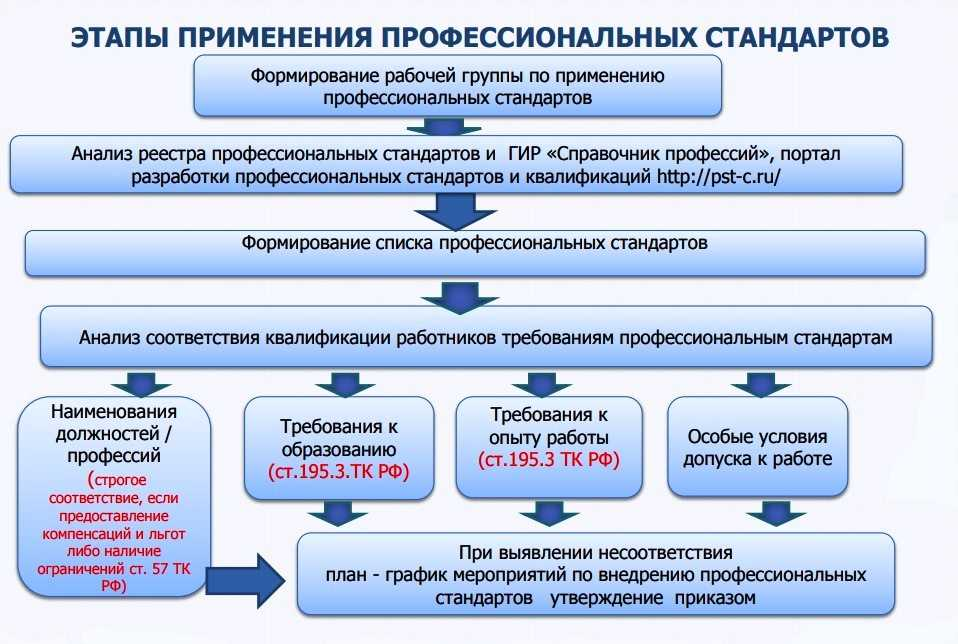 ЭТАПЫ ПРИМЕНЕНИЯ ПРОФЕССИОНАЛЬНЫХ СТАНДАРТОВ
Формирование рабочей группы по применению
профессиональных стандартов
Анализ реестра профессиональных стандартов и ГИР «Справочник профессий», портал
разработки профессиональных стандартов и квалификаций http://pst-c.ru/
Формирование списка профессиональных стандартов
Анализ соответствия квалификации работников требованиям профессиональным стандартам
Наименования
должностей /
профессий
(строгое
соответствие, если
предоставление
компенсаций и льгот
либо наличие
ограничений ст. 57 ТК
РФ)
Требования к
образованию
(ст.195.3.ТК РФ)
Требования к
опыту работы
(ст.195.3 ТК РФ)
Особые условия
допуска к работе
При выявлении несоответствия
план - график мероприятий по внедрению профессиональных
стандартов утверждение приказом